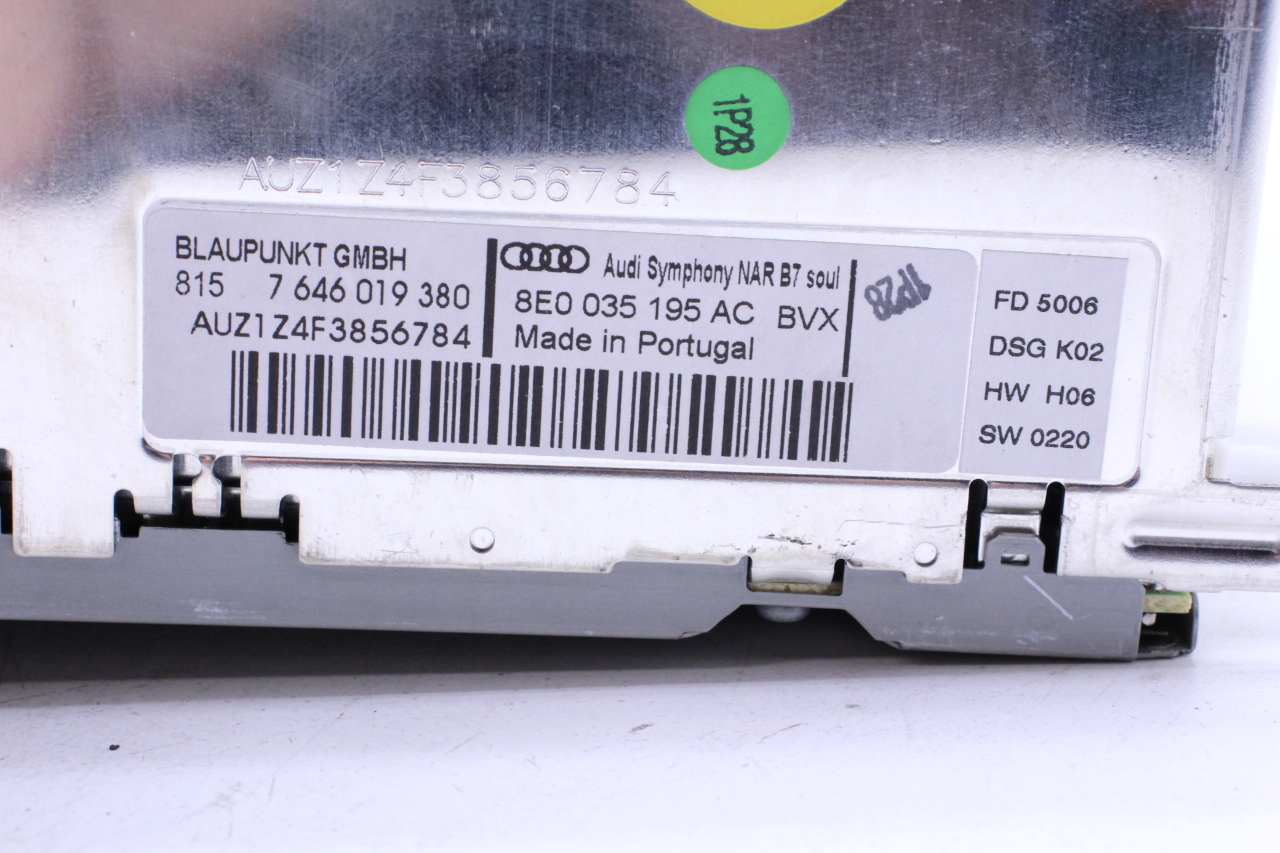 1P28
AUZ1Z4F3856784
BLAUPUNKT GMBH
815 7 646 019 380
AUZ1Z4F3856784
Audi Symphony NAR B7 soul
8E0 035 195 AC BVX
Made in Portugal
1P28
FD 5006
DSG K02
HW H06
SW 0220